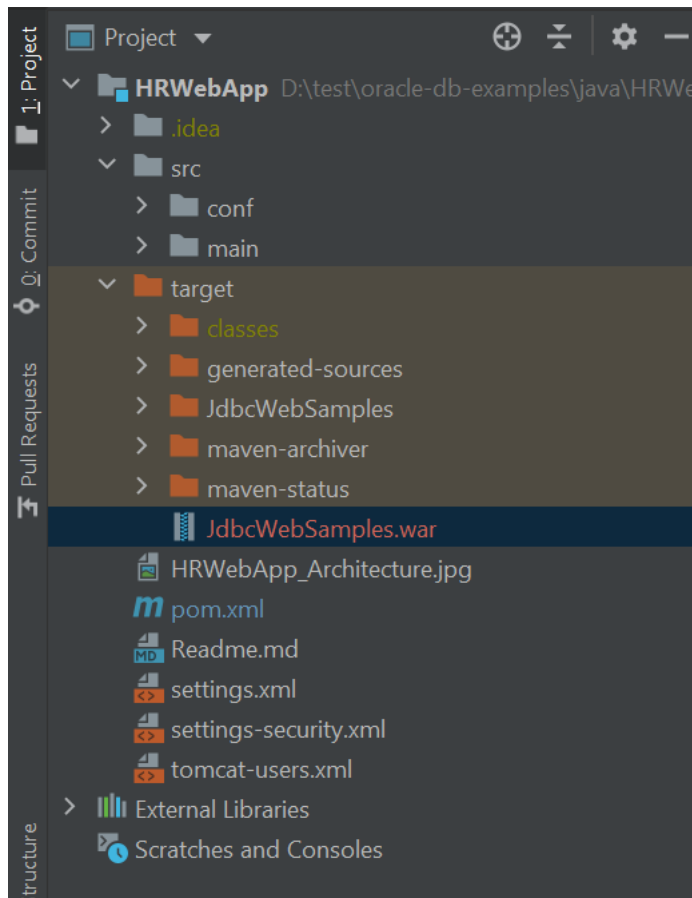 Project
HRWebApp D:\test\oracle-db-examples\java\HRWe
.idea
src
conf
main
target
classes
generated-sources
JdbcWebSamples
maven-archiver
maven-status
JdbcWebSamples.war
HRWebApp_Architecture.jpg
m pom.xml
MD Readme.md
<> settings.xml
<> settings-security.xml
<> tomcat-users.xml
External Libraries
Scratches and Consoles
1: Project
0: Commit
Pull Requests
tructure